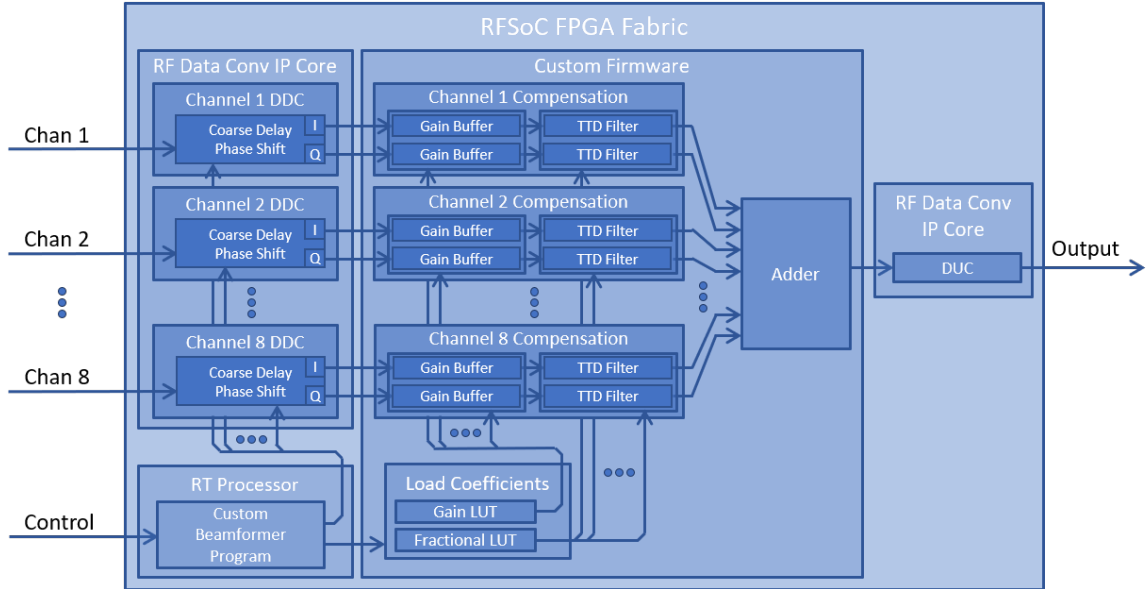 RFSoC FPGA Fabric
RF Data Conv IP Core
Custom Firmware
Channel 1 DDC
Channel 1 Compensation
Chan 1
Coarse Delay
Phase Shift
I
Q
Gain Buffer
TTD Filter
Gain Buffer
TTD Filter
Channel 2 DDC
Channel 2 Compensation
Chan 2
Coarse Delay
Phase Shift
I
Q
Gain Buffer
TTD Filter
Gain Buffer
TTD Filter
Channel 8 DDC
Channel 8 Compensation
Chan 8
Coarse Delay
Phase Shift
I
Q
Gain Buffer
TTD Filter
Gain Buffer
TTD Filter
Adder
RF Data Conv
IP Core
DUC
Output
RT Processor
Control
Custom
Beamformer
Program
Load Coefficients
Gain LUT
Fractional LUT